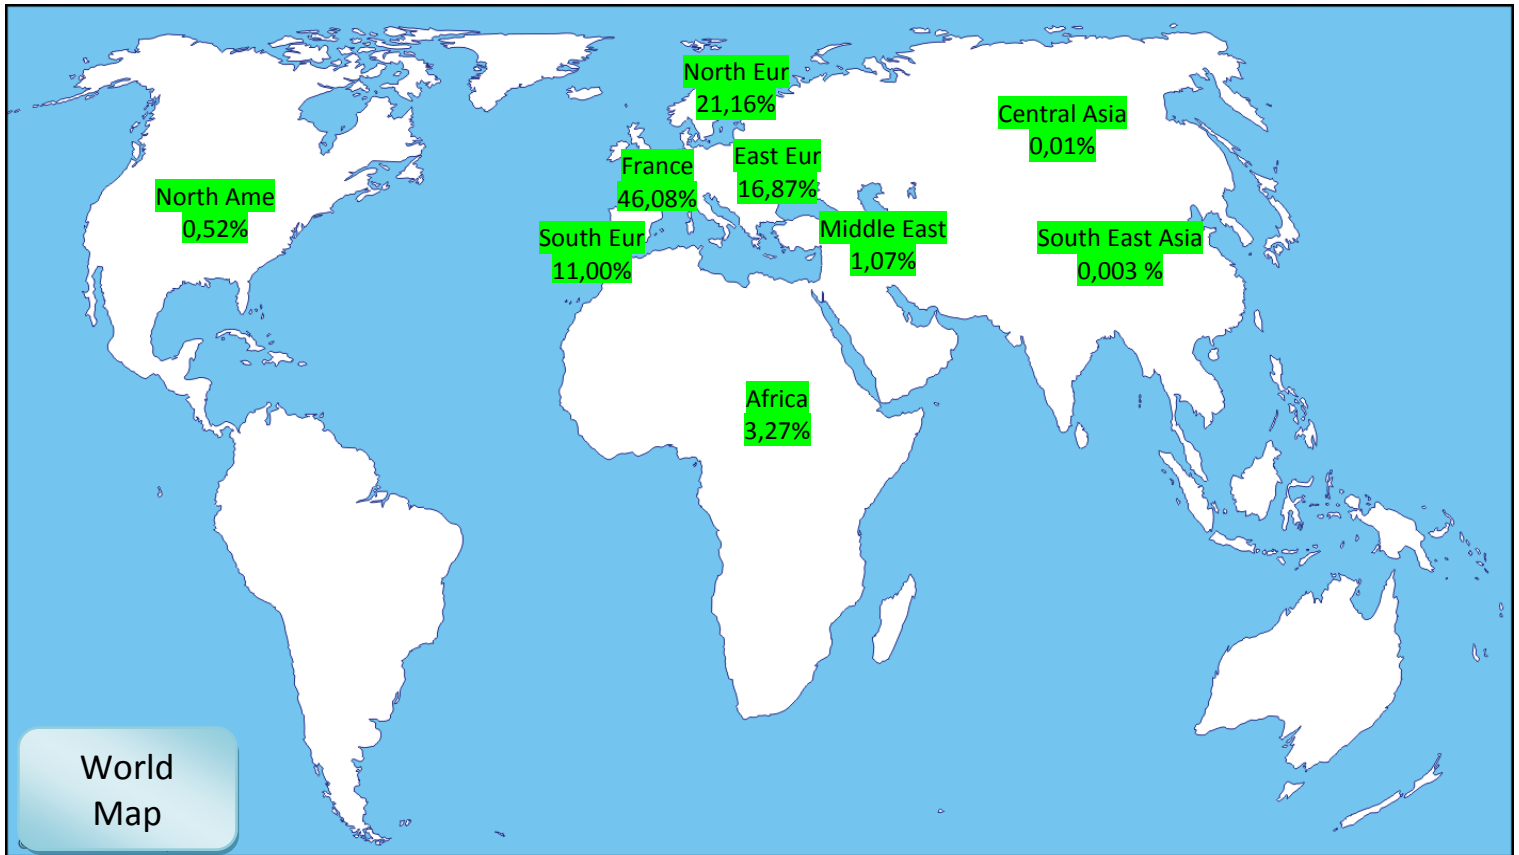 North Eur
21,16%
Central Asia
0,01%
France
46,08%
East Eur
16,87%
North Ame
0,52%
South Eur
11,00%
Middle East
1,07%
South East Asia
0,003 %
Africa
3,27%
World
Map